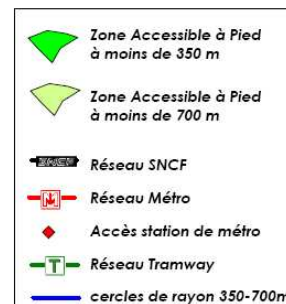 Zone Accessible à Pied
à moins de 350 m
Zone Accessible à Pied
à moins de 700 m
SNCF Réseau SNCF
M Réseau Métro
Accès station de métro
T Réseau Tramway
cercles de rayon 350-700m